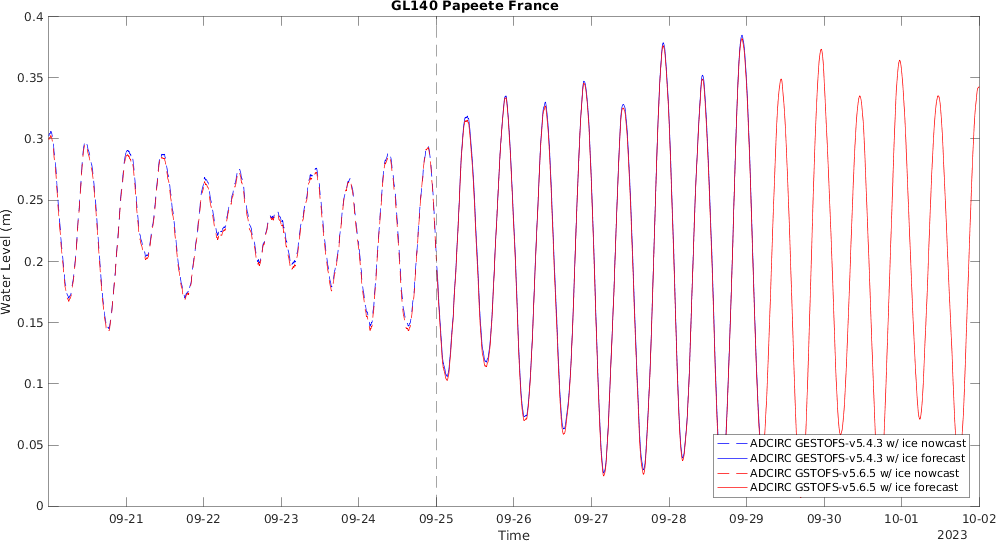 GL140 Papeete France
0.4
0.35
0.3
0.25
0.2
0.15
0.1
0.05
0
Water Level (m)
ADCIRC GESTOFS-v5.4.3 w/ ice nowcast
ADCIRC GESTOFS-v5.4.3 w/ ice forecast
ADCIRC GSTOFS-v5.6.5 w/ ice nowcast
ADCIRC GSTOFS-v5.6.5 w/ ice forecast
09-21 09-22 09-23 09-24 09-25 09-26 09-27 09-28 09-29 09-30 10-01 10-02
Time
2023